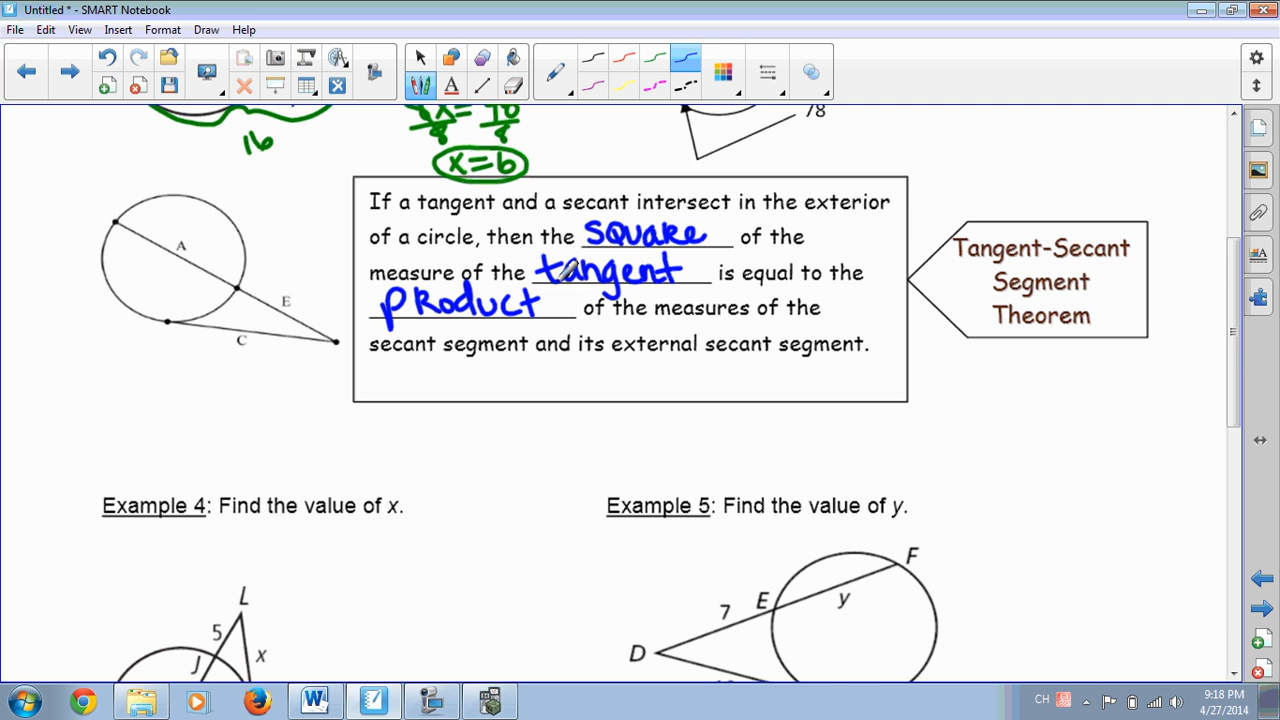 Untitled * - SMART Notebook
File Edit View Insert Format Draw Help
16
x=6
78
A
E
C
If a tangent and a secant intersect in the exterior
of a circle, then the square of the
measure of the tangent is equal to the
product of the measures of the
secant segment and its external secant segment.
Tangent-Secant
Segment
Theorem
Example 4: Find the value of x.
L
5
J
x
Example 5: Find the value of y.
F
E
7
y
D
CH
9:18 PM
4/27/2014